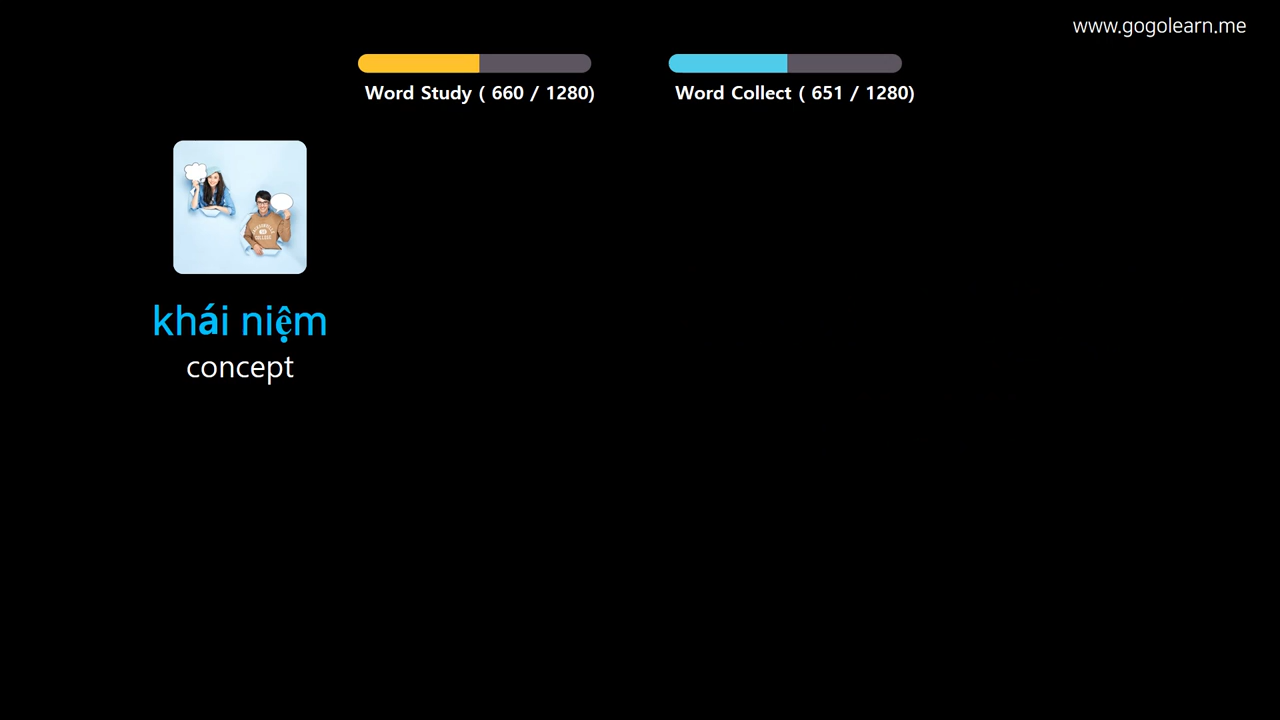 www.gogolearn.me
Word Study ( 660 / 1280)
Word Collect ( 651 / 1280)
khái niệm
concept